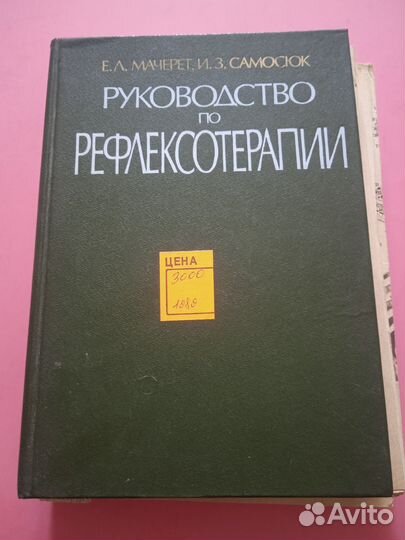 Е. Л. МАЧЕРЕТ, И. З. САМОСЮК
РУКОВОДСТВО
ПО
РЕФЛЕКСОТЕРАПИИ
ЦЕНА
3000
1989
Avito